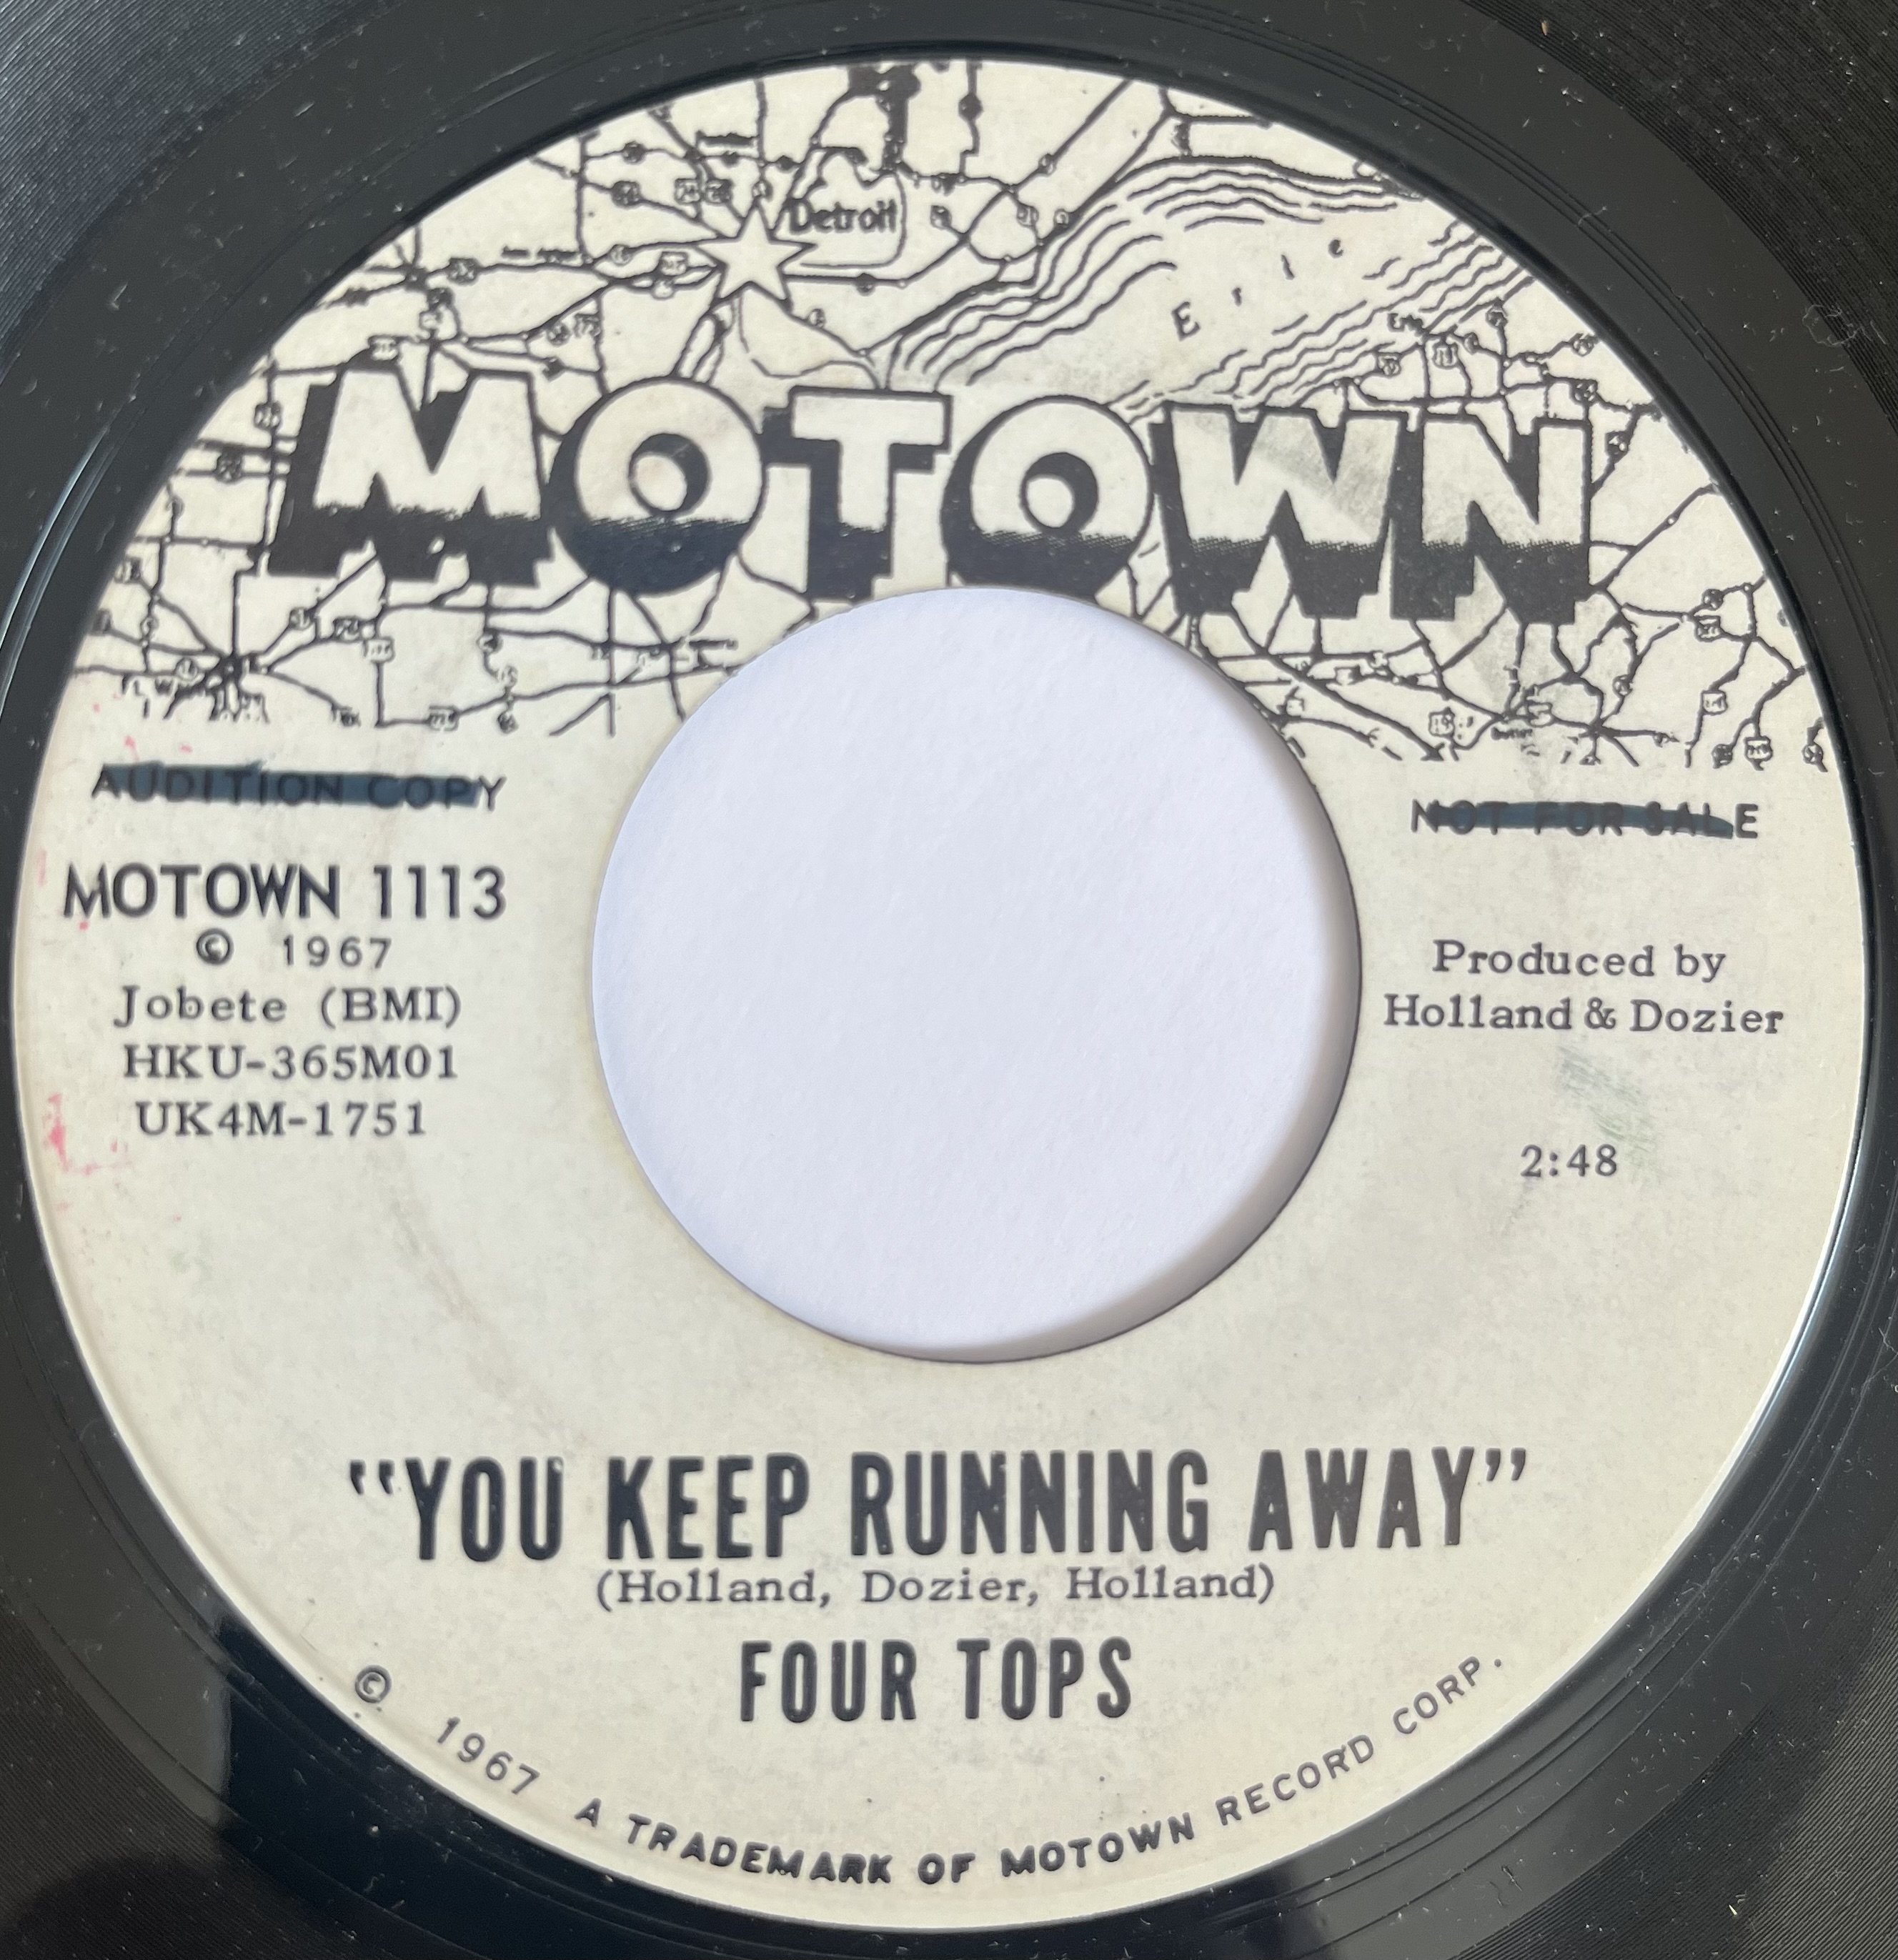 Detroit
Erie
Erie
MOTOWN
AUDITION COPY
NOT FOR SALE
MOTOWN 1113
© 1967
Jobete (BMI)
HKU-365M01
UK4M-1751
Produced by
Holland & Dozier
2:48
"YOU KEEP RUNNING AWAY"
(Holland, Dozier, Holland)
FOUR TOPS
© 1967 A TRADEMARK OF MOTOWN RECORD CORP.